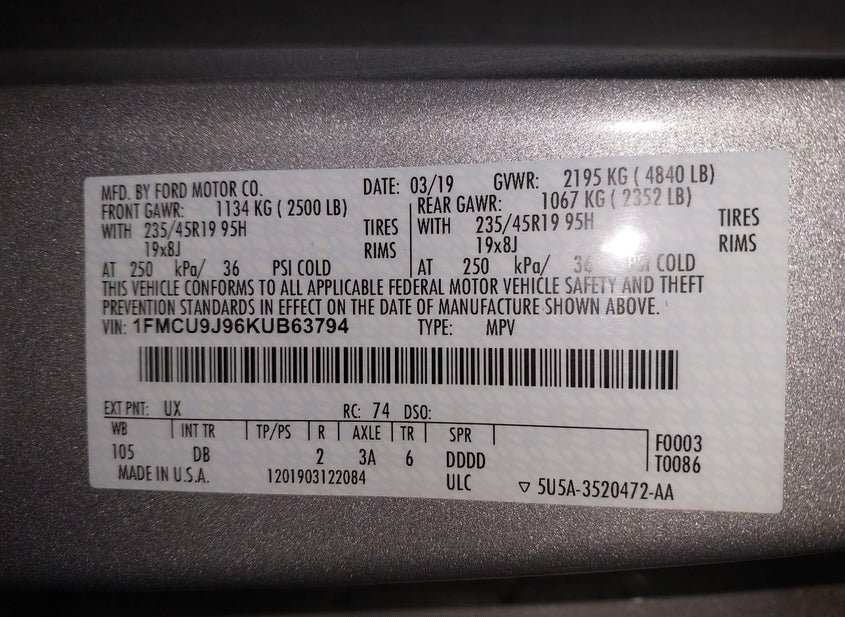 MFD. BY FORD MOTOR CO. DATE: 03/19 GVWR: 2195 KG ( 4840 LB)
FRONT GAWR: 1134 KG ( 2500 LB) REAR GAWR: 1067 KG ( 2352 LB)
WITH 235/45R19 95H TIRES WITH 235/45R19 95H TIRES
19x8J RIMS 19x8J RIMS
AT 250 kPa/ 36 PSI COLD AT 250 kPa/ 36 PSI COLD
THIS VEHICLE CONFORMS TO ALL APPLICABLE FEDERAL MOTOR VEHICLE SAFETY AND THEFT
PREVENTION STANDARDS IN EFFECT ON THE DATE OF MANUFACTURE SHOWN ABOVE.
VIN: 1FMCU9J96KUB63794 TYPE: MPV
EXT PNT: UX RC: 74 DSO:
WB INT TR TP/PS R AXLE TR SPR F0003
105 DB 2 3A 6 DDDD T0086
MADE IN U.S.A. 1201903122084 ULC ▽ 5U5A-3520472-AA